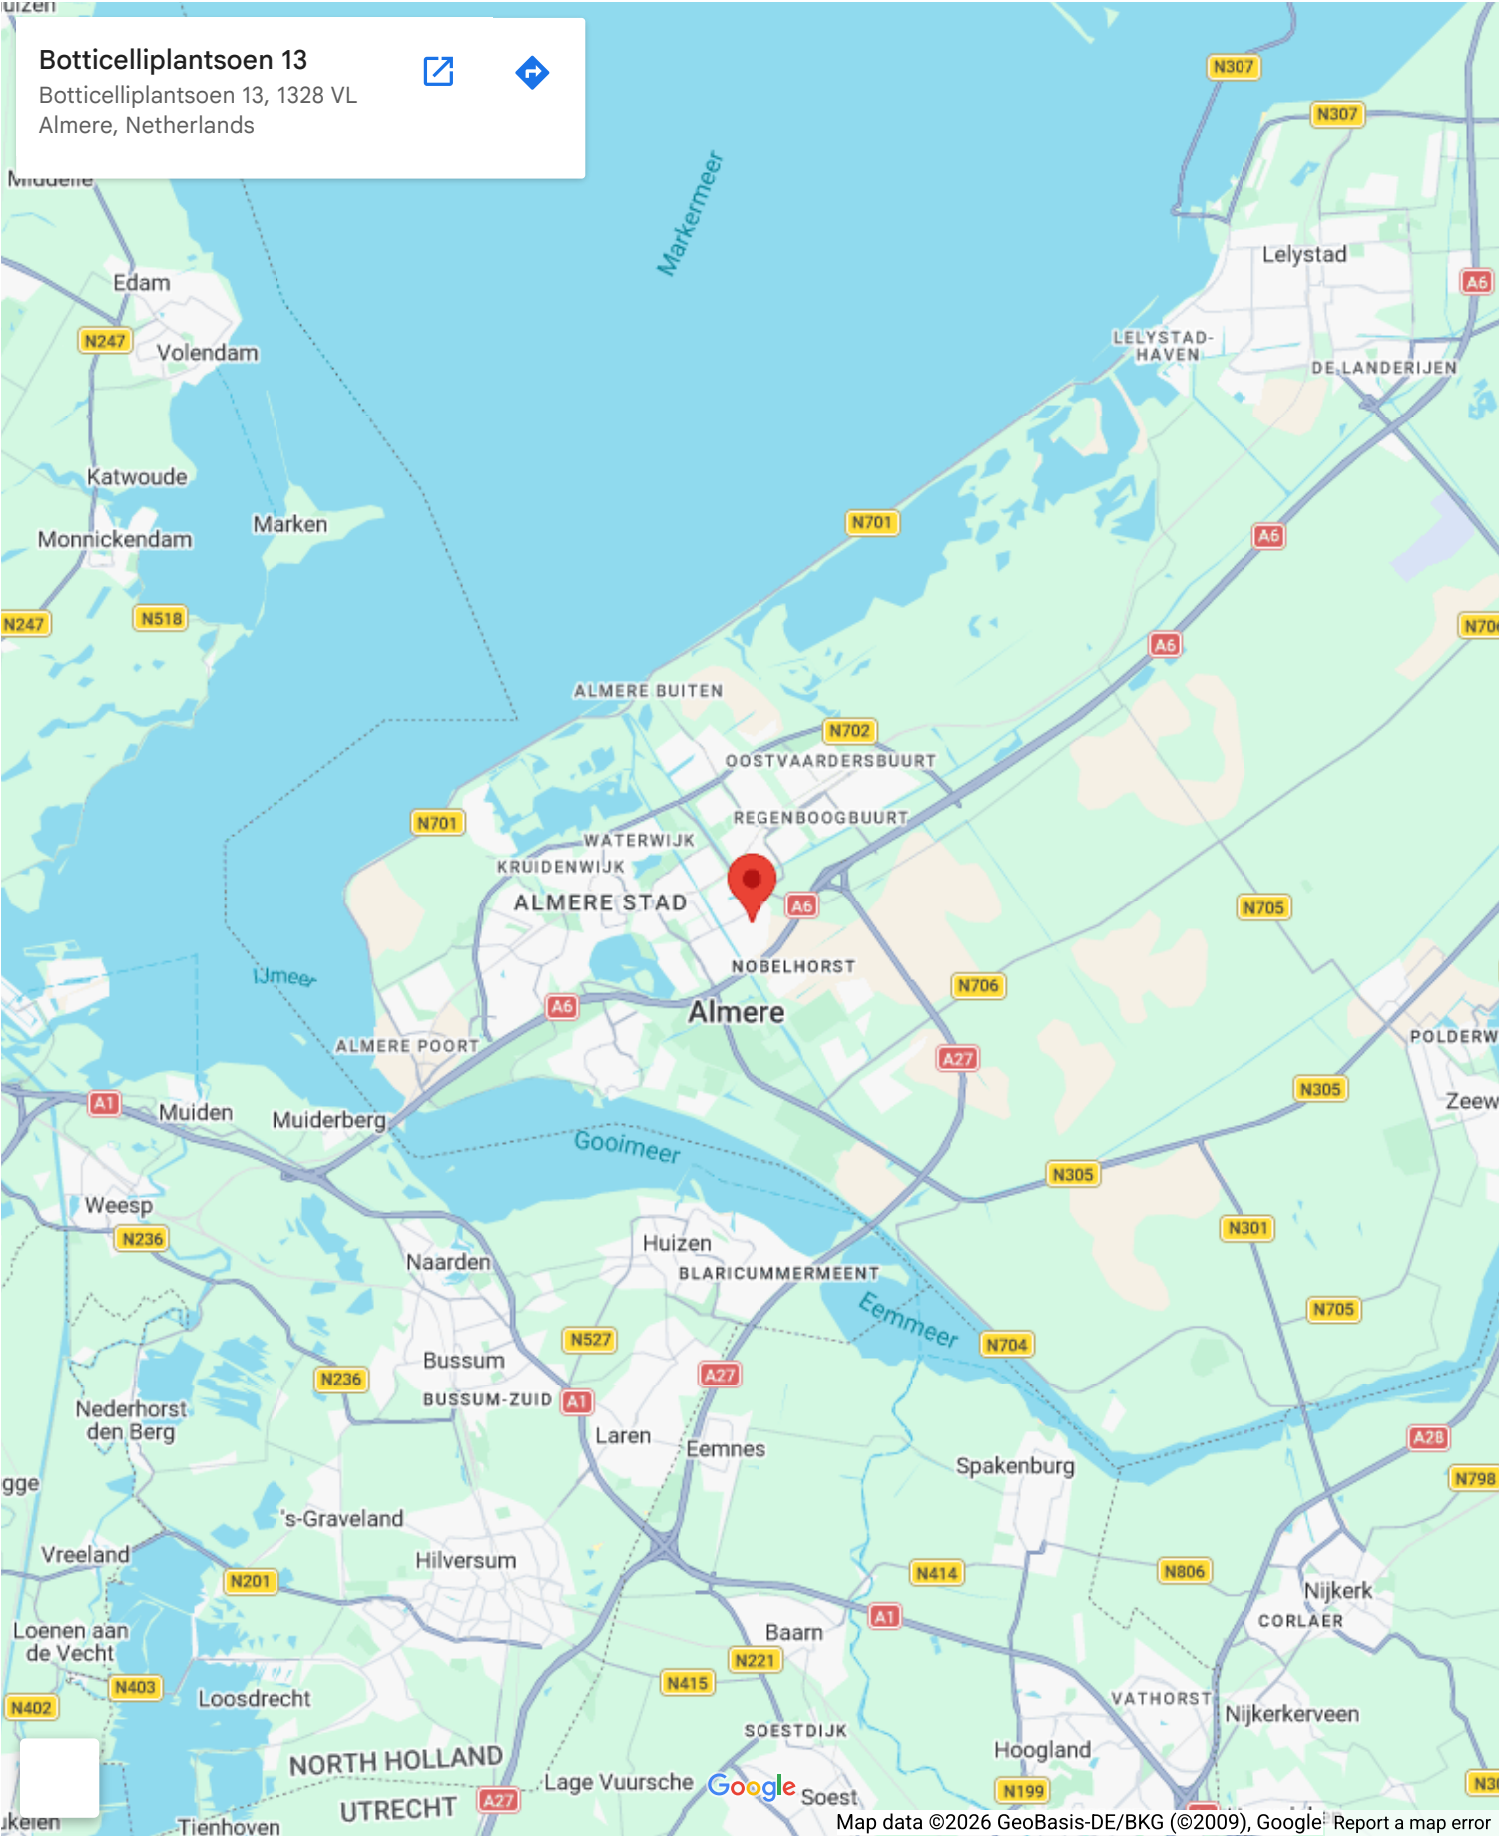 Botticelliplantsoen 13
Botticelliplantsoen 13, 1328 VL
Almere, Netherlands
N307
N307
Markermeer
Lelystad
A6
Edam
N247
Volendam
LELYSTAD-
HAVEN
DE LANDERIJEN
Katwoude
Marken
N701
Monnickendam
A6
N518
N247
A6
ALMERE BUITEN
N702
OOSTVAARDERSBUURT
REGENBOOGBUURT
N701
WATERWIJK
KRUIDENWIJK
ALMERE STAD
A6
N705
NOBELHORST
IJmeer
N706
A6
Almere
ALMERE POORT
A27
POLDERW
N305
A1
Muiden
Muiderberg
Zeew
Gooimeer
N305
Weesp
N236
N301
Huizen
Naarden
BLARICUMMERMEENT
Eemmeer
N705
N527
N704
Bussum
N236
A27
BUSSUM-ZUID
A1
Nederhorst
den Berg
Laren
Eemnes
A28
Spakenburg
gge
N798
's-Graveland
Vreeland
Hilversum
N201
N414
N806
Nijkerk
A1
CORLAER
Loenen aan
de Vecht
Baarn
N221
N403
N415
N402
Loosdrecht
VATHORST
Nijkerkerveen
SOESTDIJK
NORTH HOLLAND
Hoogland
Lage Vuursche
Google
N199
Soest
UTRECHT
A27
Tienhoven
Map data ©2026 GeoBasis-DE/BKG (©2009), Google
Report a map error